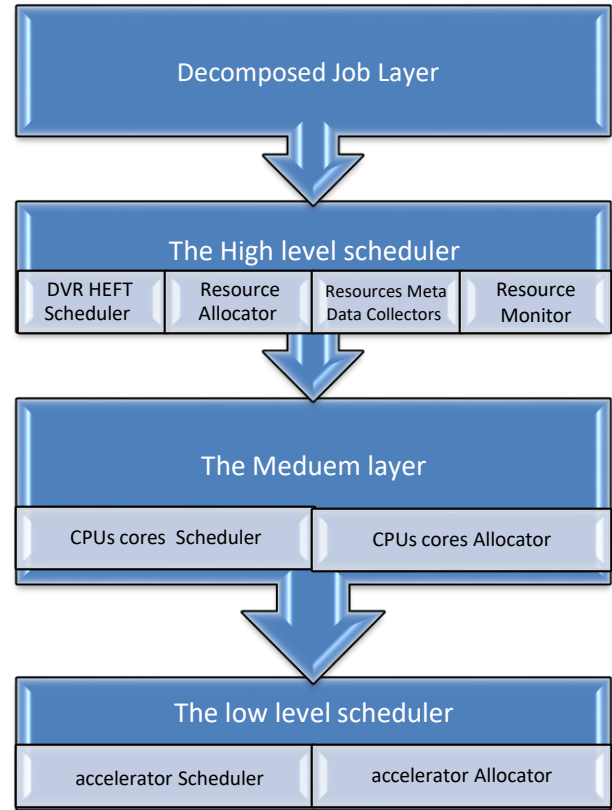 Decomposed Job Layer
The High level scheduler
DVR HEFT
Scheduler
Resource
Allocator
Resources Meta
Data Collectors
Resource
Monitor
The Meduem layer
CPUs cores  Scheduler
CPUs cores Allocator
The low level scheduler
accelerator Scheduler
accelerator Allocator